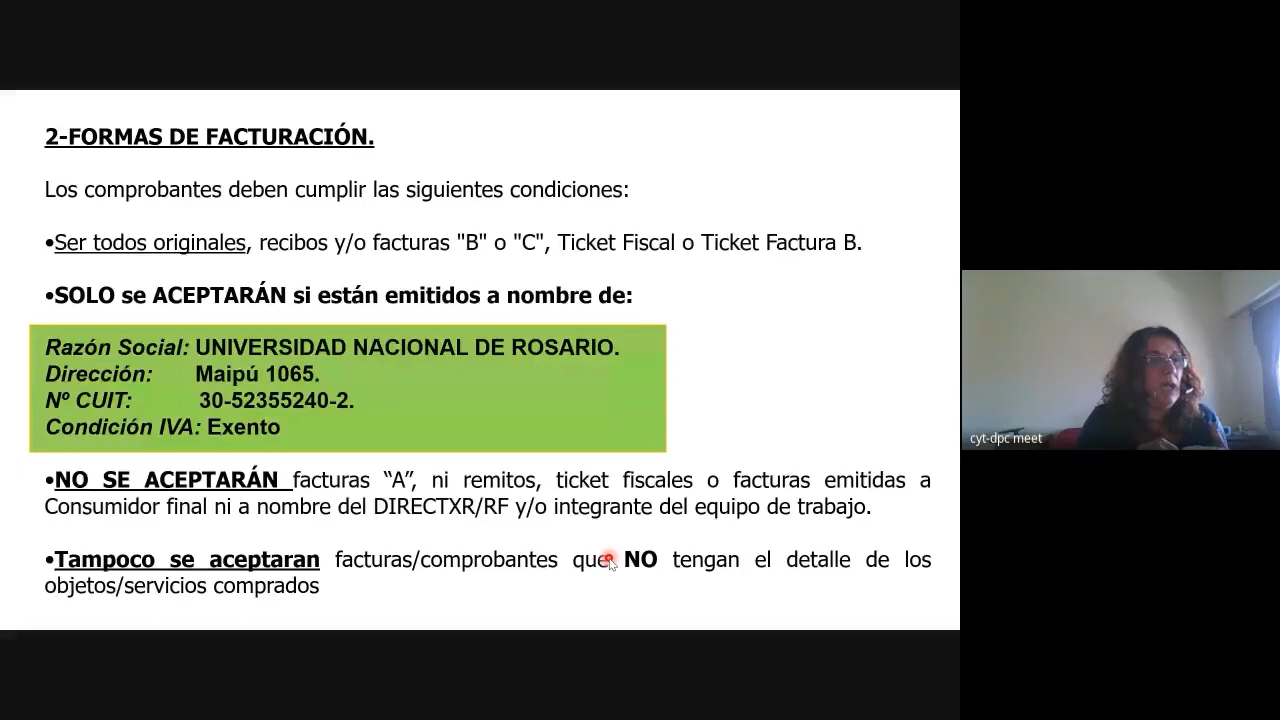 2-FORMAS DE FACTURACIÓN.
Los comprobantes deben cumplir las siguientes condiciones:
•Ser todos originales, recibos y/o facturas "B" o "C", Ticket Fiscal o Ticket Factura B.
•SOLO se ACEPTARÁN si están emitidos a nombre de:
Razón Social: UNIVERSIDAD NACIONAL DE ROSARIO.
Dirección: Maipú 1065.
Nº CUIT: 30-52355240-2.
Condición IVA: Exento
•NO SE ACEPTARÁN facturas “A”, ni remitos, ticket fiscales o facturas emitidas a
Consumidor final ni a nombre del DIRECTXR/RF y/o integrante del equipo de trabajo.
•Tampoco se aceptaran facturas/comprobantes que NO tengan el detalle de los
objetos/servicios comprados
cyt-dpc meet